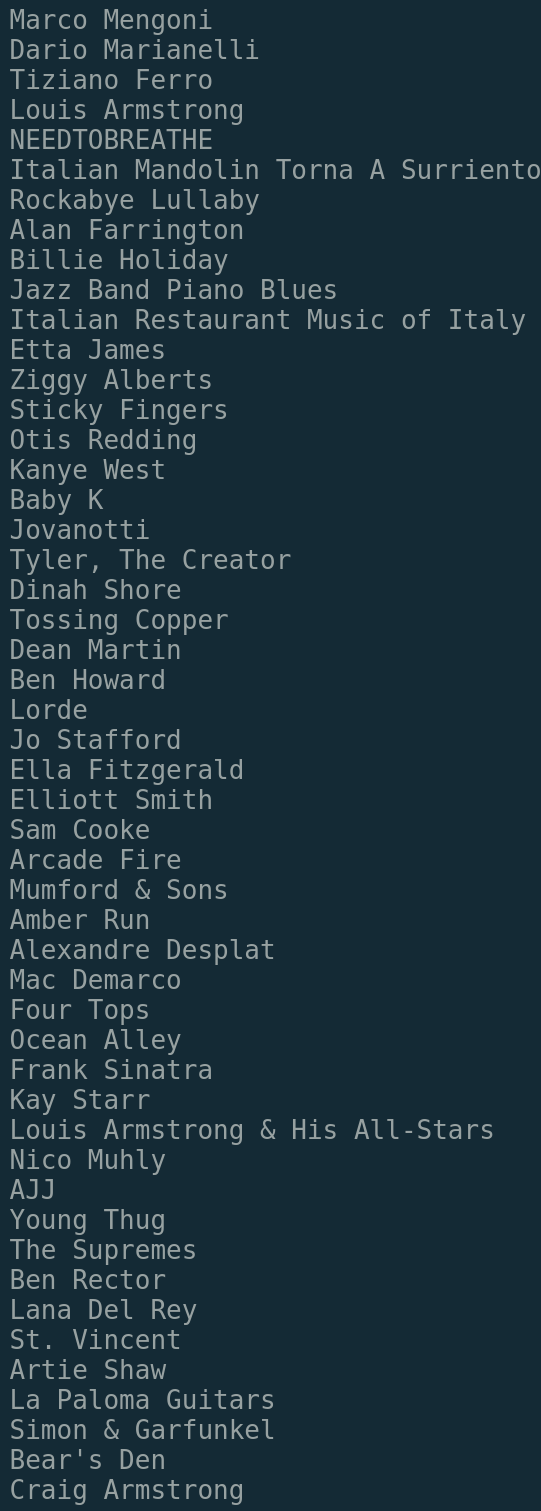 Marco Mengoni
Dario Marianelli
Tiziano Ferro
Louis Armstrong
NEEDTOBREATHE
Italian Mandolin Torna A Surriento
Rockabye Lullaby
Alan Farrington
Billie Holiday
Jazz Band Piano Blues
Italian Restaurant Music of Italy
Etta James
Ziggy Alberts
Sticky Fingers
Otis Redding
Kanye West
Baby K
Jovanotti
Tyler, The Creator
Dinah Shore
Tossing Copper
Dean Martin
Ben Howard
Lorde
Jo Stafford
Ella Fitzgerald
Elliott Smith
Sam Cooke
Arcade Fire
Mumford & Sons
Amber Run
Alexandre Desplat
Mac Demarco
Four Tops
Ocean Alley
Frank Sinatra
Kay Starr
Louis Armstrong & His All-Stars
Nico Muhly
AJJ
Young Thug
The Supremes
Ben Rector
Lana Del Rey
St. Vincent
Artie Shaw
La Paloma Guitars
Simon & Garfunkel
Bear's Den
Craig Armstrong